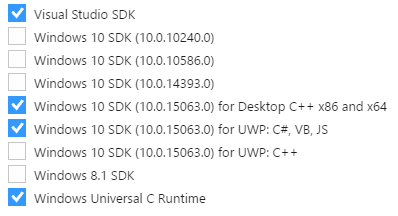 Visual Studio SDK
Windows 10 SDK (10.0.10240.0)
Windows 10 SDK (10.0.10586.0)
Windows 10 SDK (10.0.14393.0)
Windows 10 SDK (10.0.15063.0) for Desktop C++ x86 and x64
Windows 10 SDK (10.0.15063.0) for UWP: C#, VB, JS
Windows 10 SDK (10.0.15063.0) for UWP: C++
Windows 8.1 SDK
Windows Universal C Runtime